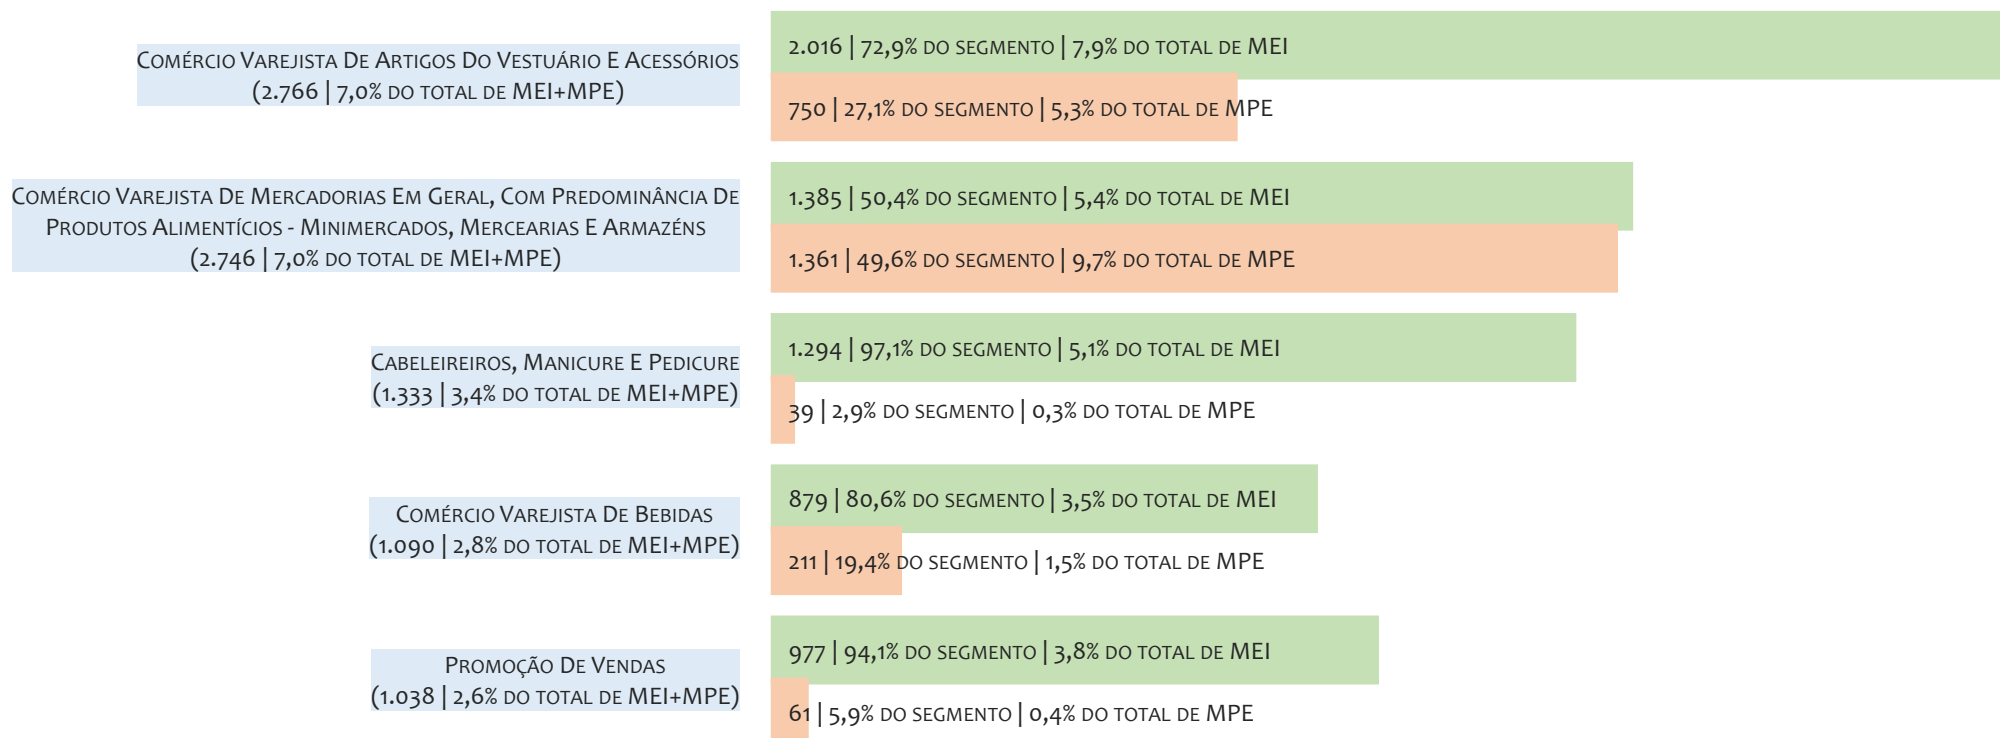 Comércio Varejista De Artigos Do Vestuário E Acessórios
(2.766 | 7,0% do total de MEI+MPE)
2.016 | 72,9% do segmento | 7,9% do total de MEI
750 | 27,1% do segmento | 5,3% do total de MPE
Comércio Varejista De Mercadorias Em Geral, Com Predominância De
Produtos Alimentícios - Minimercados, Mercearias E Armazéns
(2.746 | 7,0% do total de MEI+MPE)
1.385 | 50,4% do segmento | 5,4% do total de MEI
1.361 | 49,6% do segmento | 9,7% do total de MPE
Cabeleireiros, Manicure E Pedicure
(1.333 | 3,4% do total de MEI+MPE)
1.294 | 97,1% do segmento | 5,1% do total de MEI
39 | 2,9% do segmento | 0,3% do total de MPE
Comércio Varejista De Bebidas
(1.090 | 2,8% do total de MEI+MPE)
879 | 80,6% do segmento | 3,5% do total de MEI
211 | 19,4% do segmento | 1,5% do total de MPE
Promoção De Vendas
(1.038 | 2,6% do total de MEI+MPE)
977 | 94,1% do segmento | 3,8% do total de MEI
61 | 5,9% do segmento | 0,4% do total de MPE